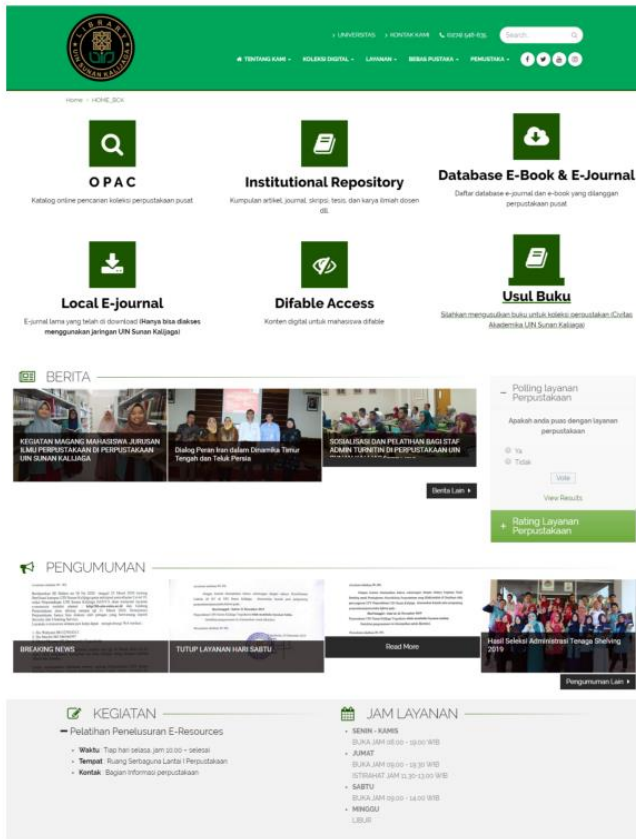 LIBRARY
UIN SUNAN KALIJAGA
UNIVERSITAS
KONTAK KAMI
(0274) 548-635
Search
TENTANG KAMI
KOLEKSI DIGITAL
LAYANAN
BEBAS PUSTAKA
PEMUSTAKA
Home > HOME_BCK
OPAC
Katalog online pencarian koleksi perpustakaan pusat
Institutional Repository
Kumpulan artikel, journal, skripsi, tesis, dan karya ilmiah dosen
dll.
Database E-Book & E-Journal
Daftar database e-journal dan e-book yang dilanggan
perpustakaan pusat
Local E-journal
E-jurnal lama yang telah di download (Hanya bisa diakses
menggunakan jaringan UIN Sunan Kalijaga)
Difable Access
Konten digital untuk mahasiswa difable
Usul Buku
Silahkan mengusulkan buku untuk koleksi perpustakaan (Civitas
Akademika UIN Sunan Kalijaga)
BERITA
KEGIATAN MAGANG MAHASISWA JURUSAN
ILMU PERPUSTAKAAN DI PERPUSTAKAAN
UIN SUNAN KALIJAGA
Dialog Peran Iran dalam Dinamika Timur
Tengah dan Teluk Persia
SOSIALISASI DAN PELATIHAN BAGI STAF
ADMIN TURNITIN DI PERPUSTAKAAN UIN
Berita Lain
Polling layanan
Perpustakaan
Apakah anda puas dengan layanan
perpustakaan
Ya
Tidak
Vote
View Results
Rating Layanan
Perpustakaan
PENGUMUMAN
BREAKING NEWS
TUTUP LAYANAN HARI SABTU
Read More
Hasil Seleksi Administrasi Tenaga Shelving
2019
Pengumuman Lain
KEGIATAN
Pelatihan Penelusuran E-Resources
Waktu : Tiap hari selasa, jam 10.00 – selesai
Tempat : Ruang Serbaguna Lantai I Perpustakaan
Kontak : Bagian Informasi perpustakaan
JAM LAYANAN
SENIN - KAMIS
BUKA JAM 08.00 - 19.00 WIB
JUMAT
BUKA JAM 09.00 - 19.30 WIB
ISTIRAHAT JAM 11.30-13.00 WIB
SABTU
BUKA JAM 09.00 - 14.00 WIB
MINGGU
LIBUR